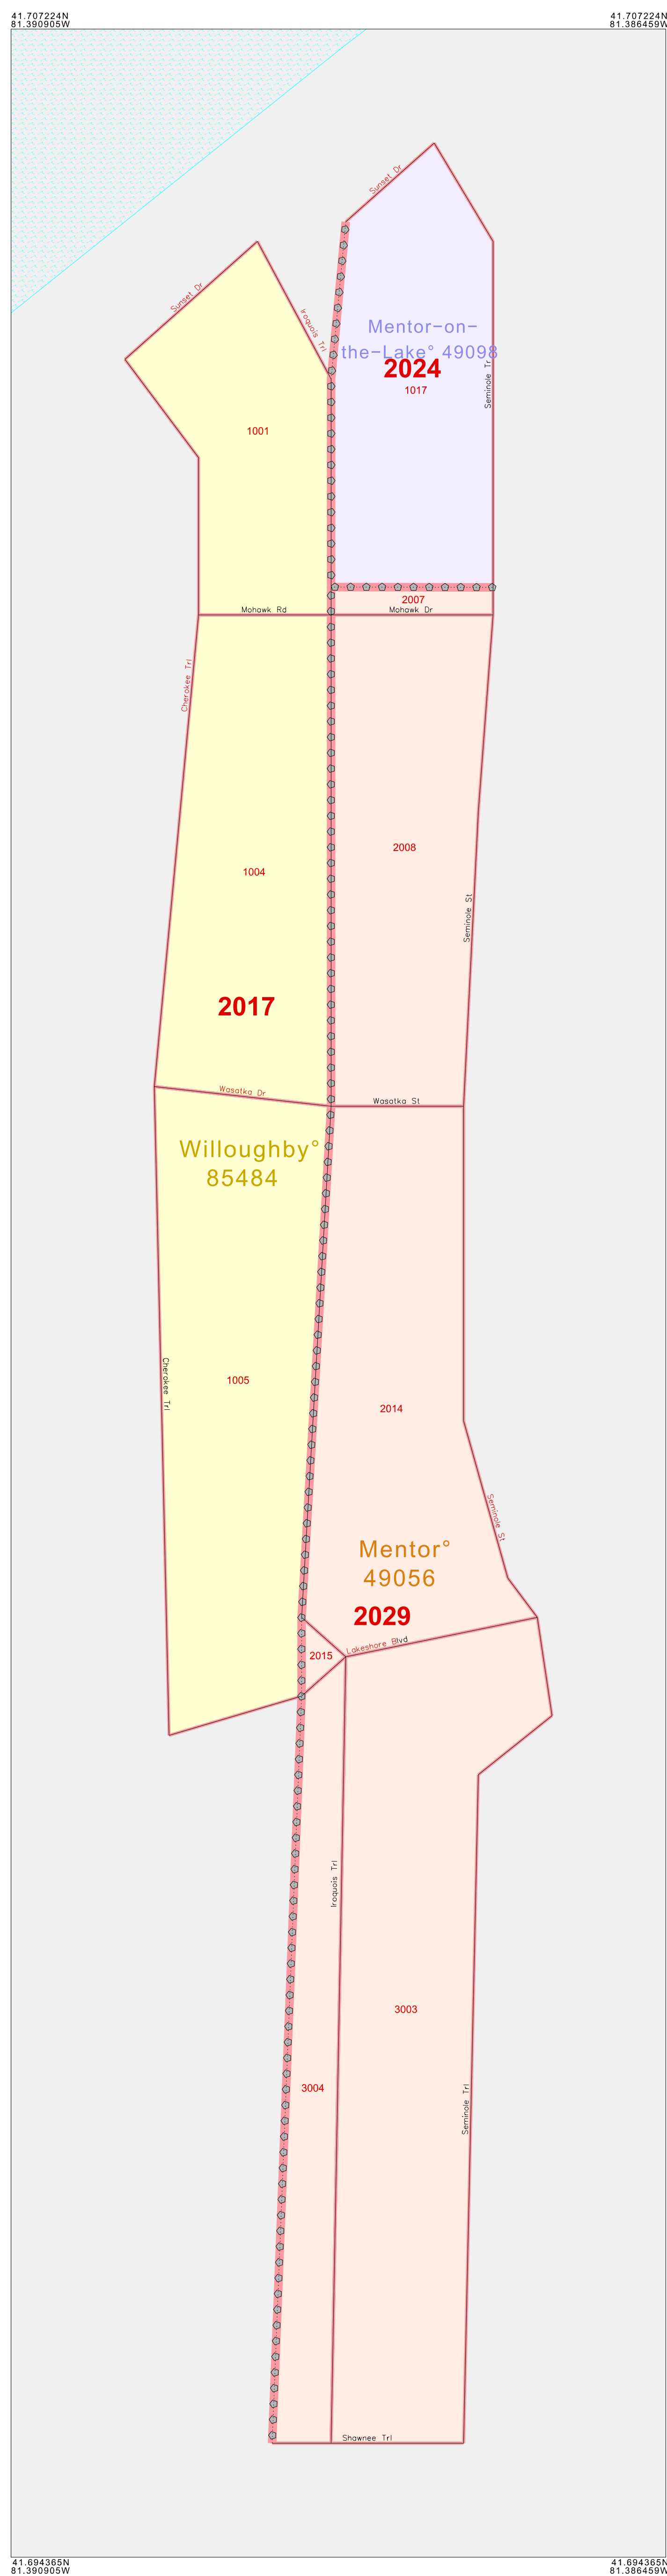 41.707224N
81.390905W
41.707224N
81.386459W
Sunset Dr
Sunset Dr
Iroquois Trl
Mentor-on-
the-Lake° 49098
2024
1017
Seminole Tr
1001
2007
Mohawk Rd
Mohawk Dr
Cherokee Trl
2008
1004
Seminole St
2017
Wasatka Dr
Wasatka St
Willoughby°
85484
Cherokee Trl
1005
2014
Seminole St
Mentor°
49056
2029
Lakeshore Blvd
2015
Iroquois Trl
3003
3004
Seminole Trl
Shawnee Trl
41.694365N
81.390905W
41.694365N
81.386459W